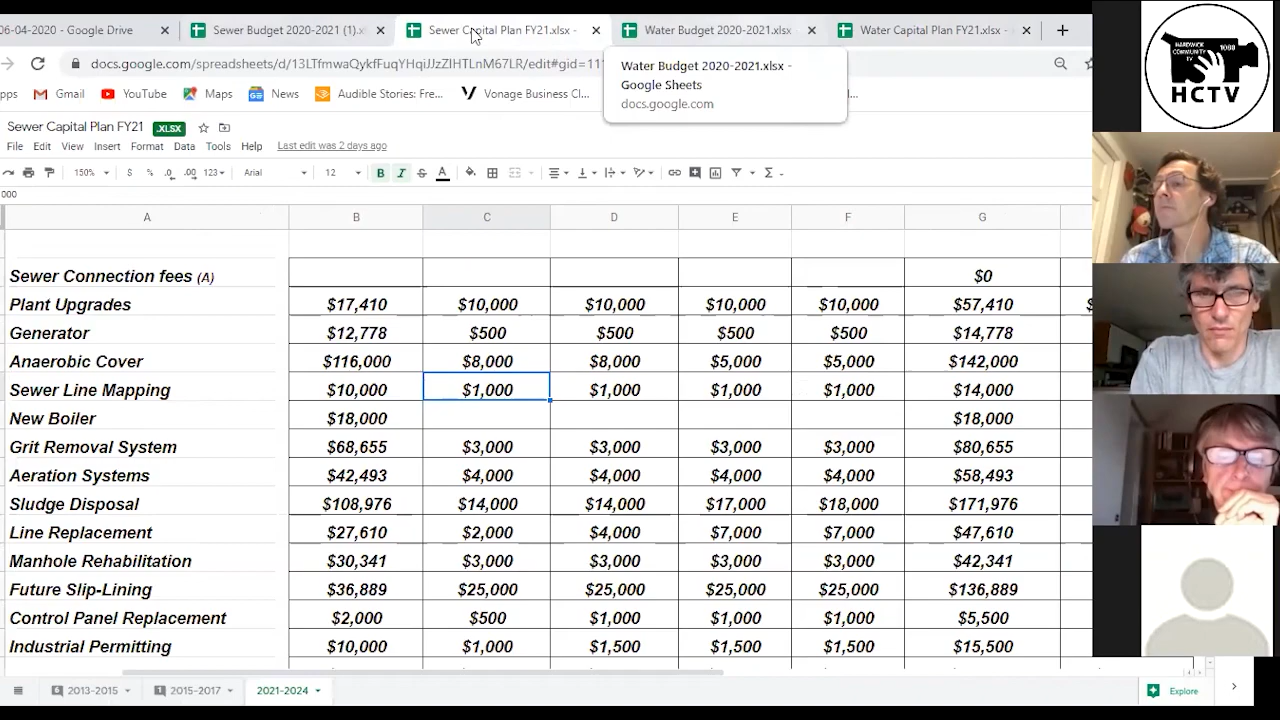 06-04-2020 - Google Drive
Sewer Budget 2020-2021 (1).x
Sewer Capital Plan FY21.xlsx -
Water Budget 2020-2021.xlsx
Water Capital Plan FY21.xlsx -
Water Budget 2020-2021.xlsx -
Google Sheets
docs.google.com
Gmail
YouTube
Maps
News
Audible Stories: Fre...
Vonage Business Cl...
Sewer Capital Plan FY21 .XLSX
File Edit View Insert Format Data Tools Help Last edit was 2 days ago
150% $ % .0 .00 123 Arial 12 B I S A
000
A B C D E F G
Sewer Connection fees (A) $0
Plant Upgrades $17,410 $10,000 $10,000 $10,000 $10,000 $57,410
Generator $12,778 $500 $500 $500 $500 $14,778
Anaerobic Cover $116,000 $8,000 $8,000 $5,000 $5,000 $142,000
Sewer Line Mapping $10,000 $1,000 $1,000 $1,000 $1,000 $14,000
New Boiler $18,000 $18,000
Grit Removal System $68,655 $3,000 $3,000 $3,000 $3,000 $80,655
Aeration Systems $42,493 $4,000 $4,000 $4,000 $4,000 $58,493
Sludge Disposal $108,976 $14,000 $14,000 $17,000 $18,000 $171,976
Line Replacement $27,610 $2,000 $4,000 $7,000 $7,000 $47,610
Manhole Rehabilitation $30,341 $3,000 $3,000 $3,000 $3,000 $42,341
Future Slip-Lining $36,889 $25,000 $25,000 $25,000 $25,000 $136,889
Control Panel Replacement $2,000 $500 $1,000 $1,000 $1,000 $5,500
Industrial Permitting $10,000 $1,000 $1,500 $1,500 $1,500 $15,500
6 2013-2015 1 2015-2017 2021-2024
Explore
HARDWICK
COMMUNITY
TV
1080
HCTV